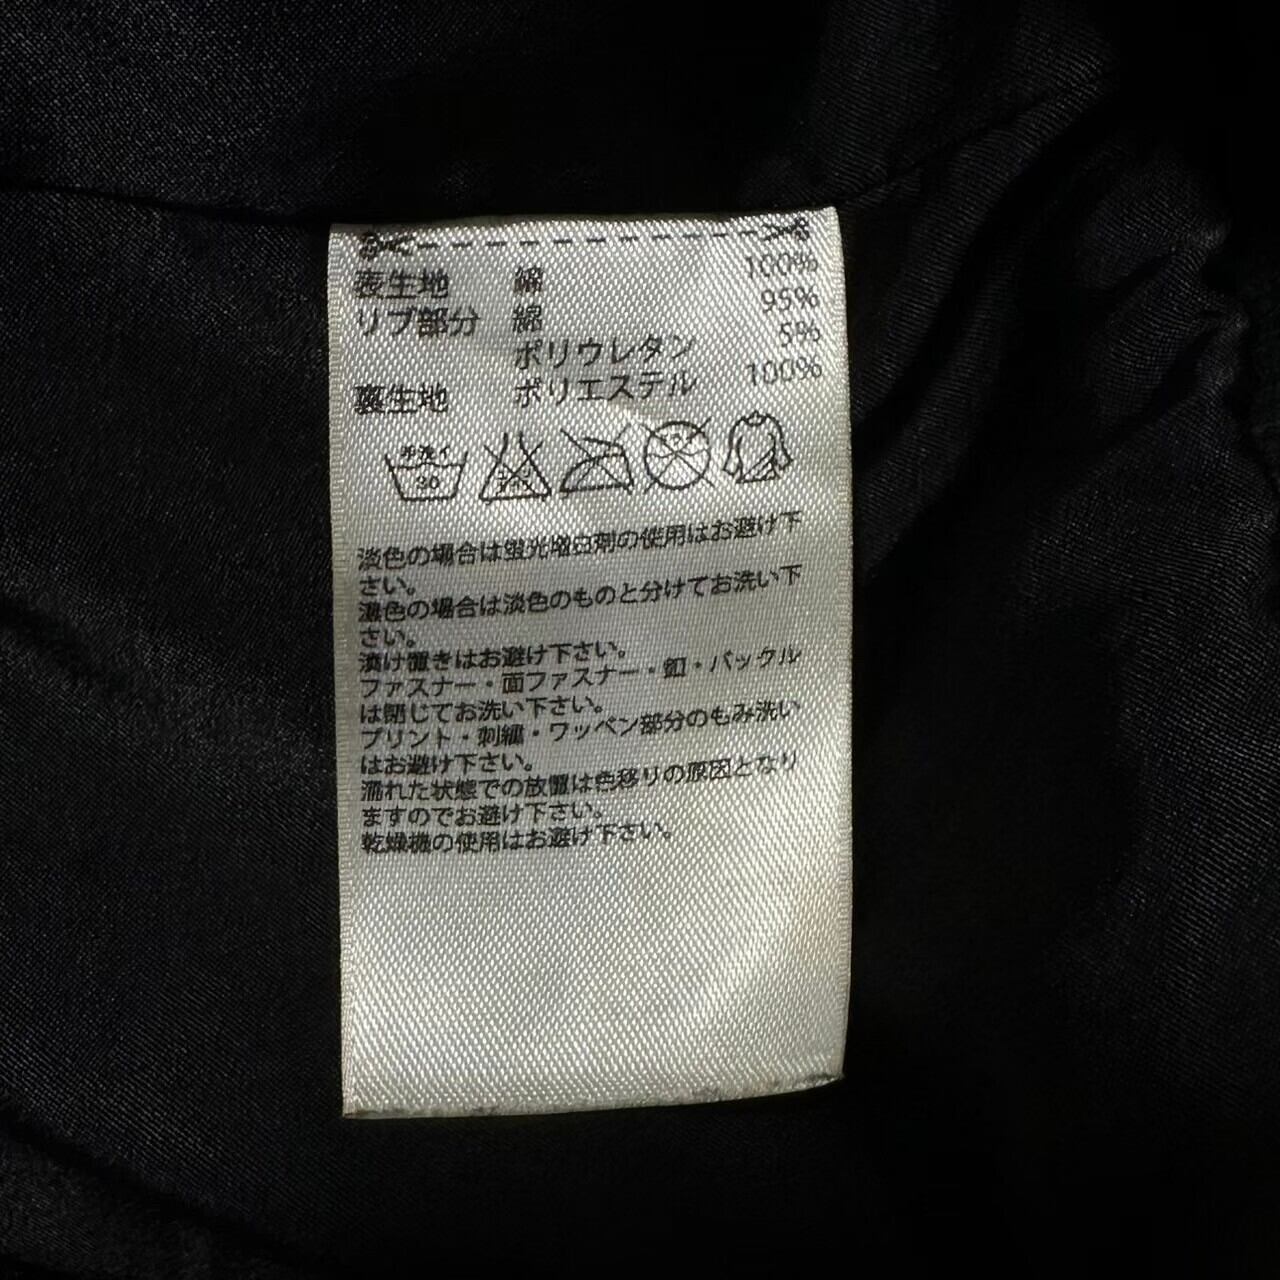 表生地 綿 100%
リブ部分 綿 95%
ポリウレタン 5%
裏生地 ポリエステル 100%
手洗イ
30
淡色の場合は蛍光増白剤の使用はお避け下
さい。
濃色の場合は淡色のものと分けてお洗い下
さい。
漬け置きはお避け下さい。
ファスナー・面ファスナー・釦・バックル
は閉じてお洗い下さい。
プリント・刺繍・ワッペン部分のもみ洗い
はお避け下さい。
濡れた状態での放置は色移りの原因となり
ますのでお避け下さい。
乾燥機の使用はお避け下さい。